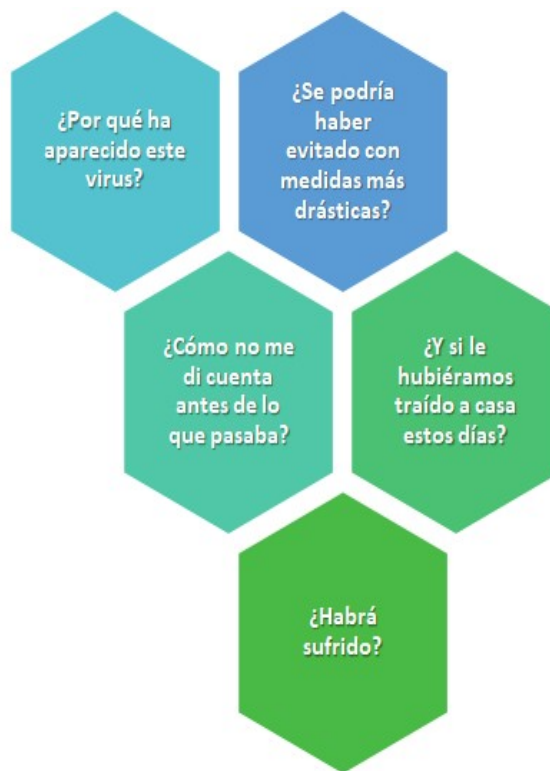 ¿Por qué ha
aparecido este
virus?
¿Se podría
haber
evitado con
medidas más
drásticas?
¿Cómo no me
di cuenta
antes de lo
que pasaba?
¿Y si le
hubiéramos
traído a casa
estos días?
¿Habrá
sufrido?